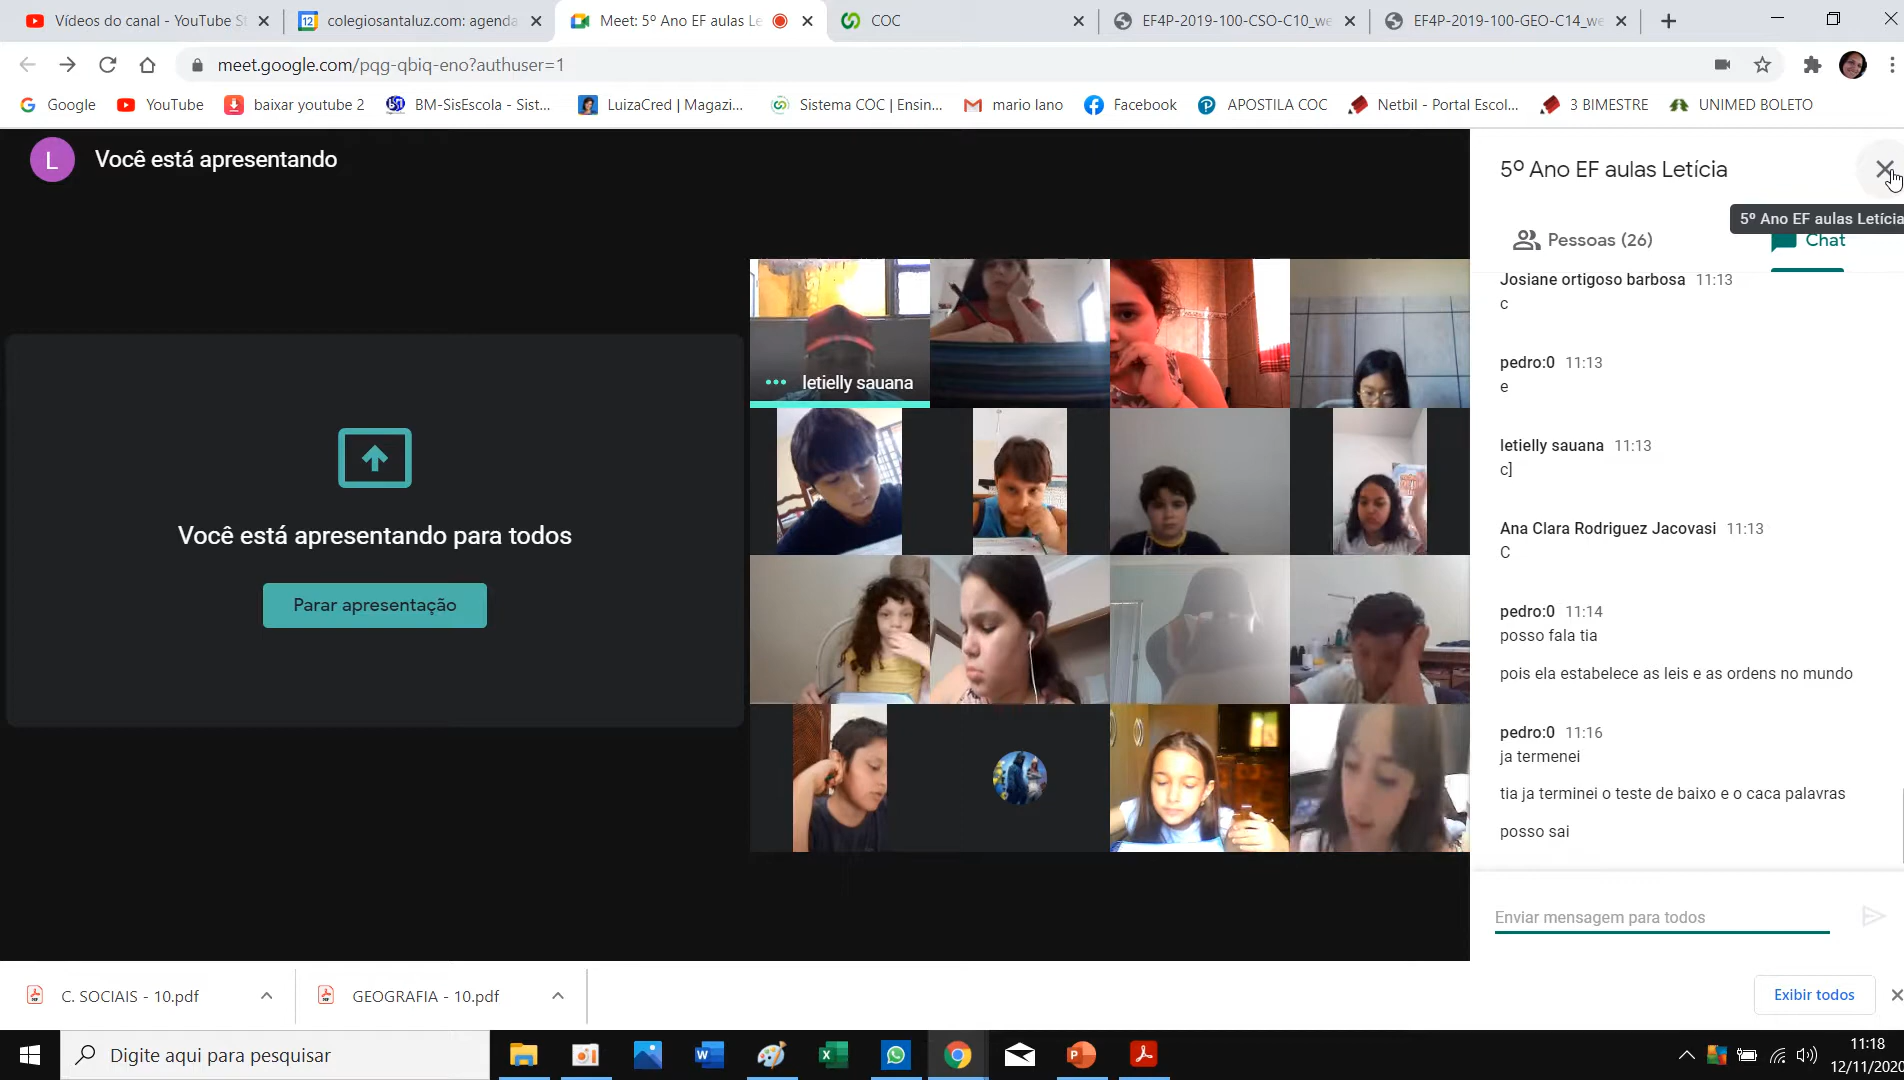 Vídeos do canal - YouTube St
colegiosantaluz.com: agenda
Meet: 5º Ano EF aulas Le
COC
EF4P-2019-100-CSO-C10_we
EF4P-2019-100-GEO-C14_we
meet.google.com/pqg-qbiq-eno?authuser=1
Google
YouTube
baixar youtube 2
BM-SisEscola - Sist...
LuizaCred | Magazi...
Sistema COC | Ensin...
mario lano
Facebook
APOSTILA COC
Netbil - Portal Escol...
3 BIMESTRE
UNIMED BOLETO
L
Você está apresentando
Você está apresentando para todos
Parar apresentação
letielly sauana
5º Ano EF aulas Letícia
5º Ano EF aulas Letícia
Pessoas (26)
Chat
Josiane ortigoso barbosa 11:13
c
pedro:0 11:13
e
letielly sauana 11:13
c]
Ana Clara Rodriguez Jacovasi 11:13
C
pedro:0 11:14
posso fala tia
pois ela estabelece as leis e as ordens no mundo
pedro:0 11:16
ja termenei
tia ja terminei o teste de baixo e o caca palavras
posso sai
Enviar mensagem para todos
C. SOCIAIS - 10.pdf
GEOGRAFIA - 10.pdf
Exibir todos
Digite aqui para pesquisar
11:18
12/11/2020